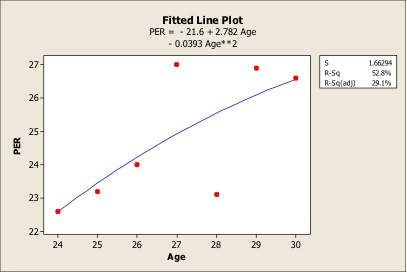 Fitted Line Plot
PER = - 21.6 + 2.782 Age
- 0.0393 Age**2
S 1.66294
R-Sq 52.8%
R-Sq(adj) 29.1%
27
26
25
24
23
22
PER
24 25 26 27 28 29 30
Age